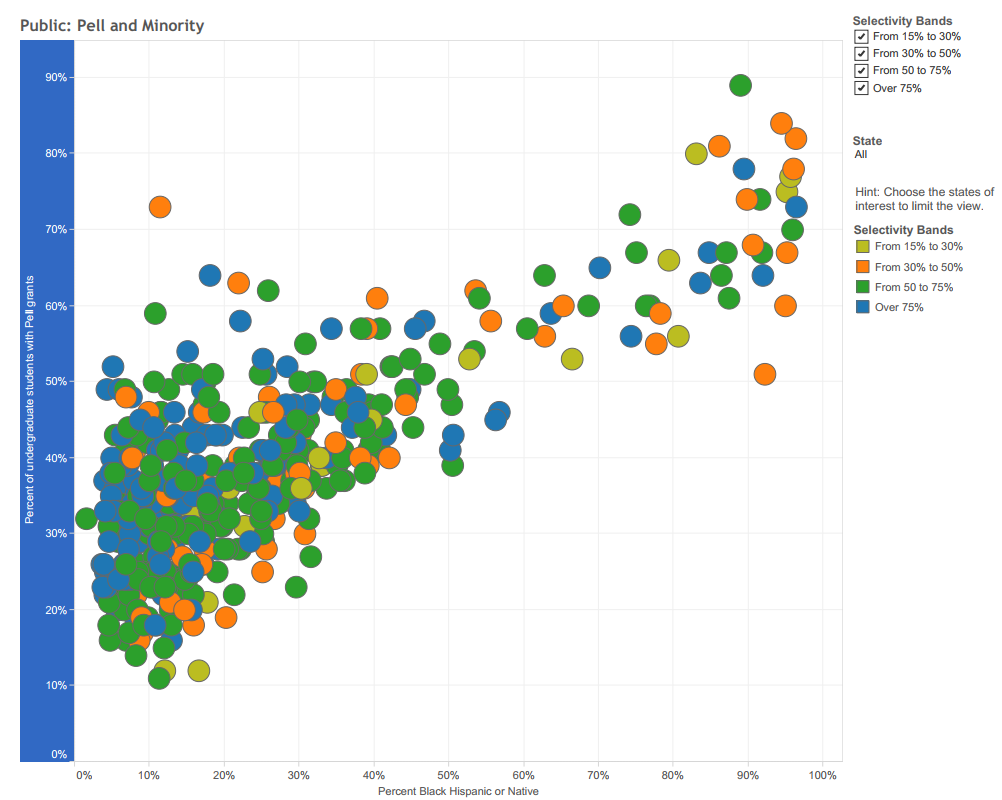 Public: Pell and Minority
Percent of undergraduate students with Pell grants
90%
80%
70%
60%
50%
40%
30%
20%
10%
0%
0% 10% 20% 30% 40% 50% 60% 70% 80% 90% 100%
Percent Black Hispanic or Native
Selectivity Bands
From 15% to 30%
From 30% to 50%
From 50 to 75%
Over 75%
State
All
Hint: Choose the states of
interest to limit the view.
Selectivity Bands
From 15% to 30%
From 30% to 50%
From 50 to 75%
Over 75%